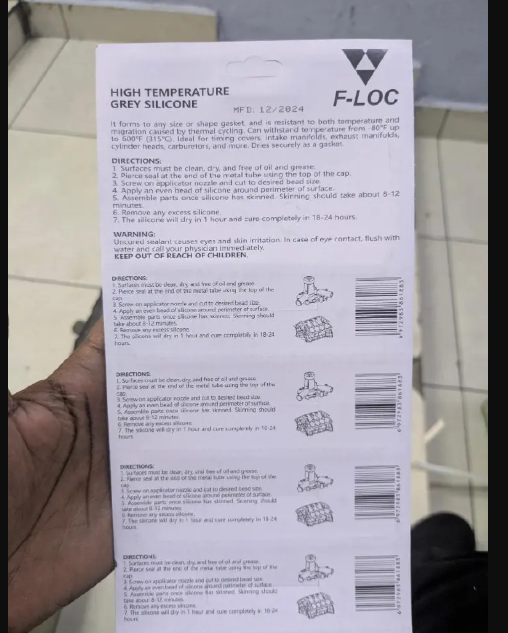 HIGH TEMPERATURE
GREY SILICONE
MFD: 12/2024
F-LOC
It forms to any size or shape gasket, and is resistant to both temperature and
migration caused by thermal cycling. Can withstand temperature from -80°F up
to 600°F (315°C). Ideal for timing covers, intake manifolds, exhaust manifolds,
cylinder heads, carburetors, and more. Dries securely as a gasket.
DIRECTIONS:
1. Surfaces must be clean, dry, and free of oil and grease.
2. Pierce seal at the end of the metal tube using the top of the cap.
3. Screw on applicator nozzle and cut to desired bead size.
4. Apply an even bead of silicone around perimeter of surface.
5. Assemble parts once silicone has skinned. Skinning should take about 8-12
minutes.
6. Remove any excess silicone.
7. The silicone will dry in 1 hour and cure completely in 18-24 hours.
WARNING:
Uncured sealant causes eyes and skin irritation. In case of eye contact, flush with
water and call your physician immediately.
KEEP OUT OF REACH OF CHILDREN.
DIRECTIONS:
1. Surfaces must be clean, dry, and free of oil and grease.
2. Pierce seal at the end of the metal tube using the top of the
cap.
3. Screw on applicator nozzle and cut to desired bead size.
4. Apply an even bead of silicone around perimeter of surface.
5. Assemble parts once silicone has skinned. Skinning should
take about 8-12 minutes.
6. Remove any excess silicone.
7. The silicone will dry in 1 hour and cure completely in 18-24
hours.
DIRECTIONS:
1. Surfaces must be clean, dry, and free of oil and grease.
2. Pierce seal at the end of the metal tube using the top of the
cap.
3. Screw on applicator nozzle and cut to desired bead size.
4. Apply an even bead of silicone around perimeter of surface.
5. Assemble parts once silicone has skinned. Skinning should
take about 8-12 minutes.
6. Remove any excess silicone.
7. The silicone will dry in 1 hour and cure completely in 18-24
hours.
DIRECTIONS:
1. Surfaces must be clean, dry, and free of oil and grease.
2. Pierce seal at the end of the metal tube using the top of the
cap.
3. Screw on applicator nozzle and cut to desired bead size.
4. Apply an even bead of silicone around perimeter of surface.
5. Assemble parts once silicone has skinned. Skinning should
take about 8-12 minutes.
6. Remove any excess silicone.
7. The silicone will dry in 1 hour and cure completely in 18-24
hours.
DIRECTIONS:
1. Surfaces must be clean, dry, and free of oil and grease.
2. Pierce seal at the end of the metal tube using the top of the
cap.
3. Screw on applicator nozzle and cut to desired bead size.
4. Apply an even bead of silicone around perimeter of surface.
5. Assemble parts once silicone has skinned. Skinning should
take about 8-12 minutes.
6. Remove any excess silicone.
7. The silicone will dry in 1 hour and cure completely in 18-24
hours.